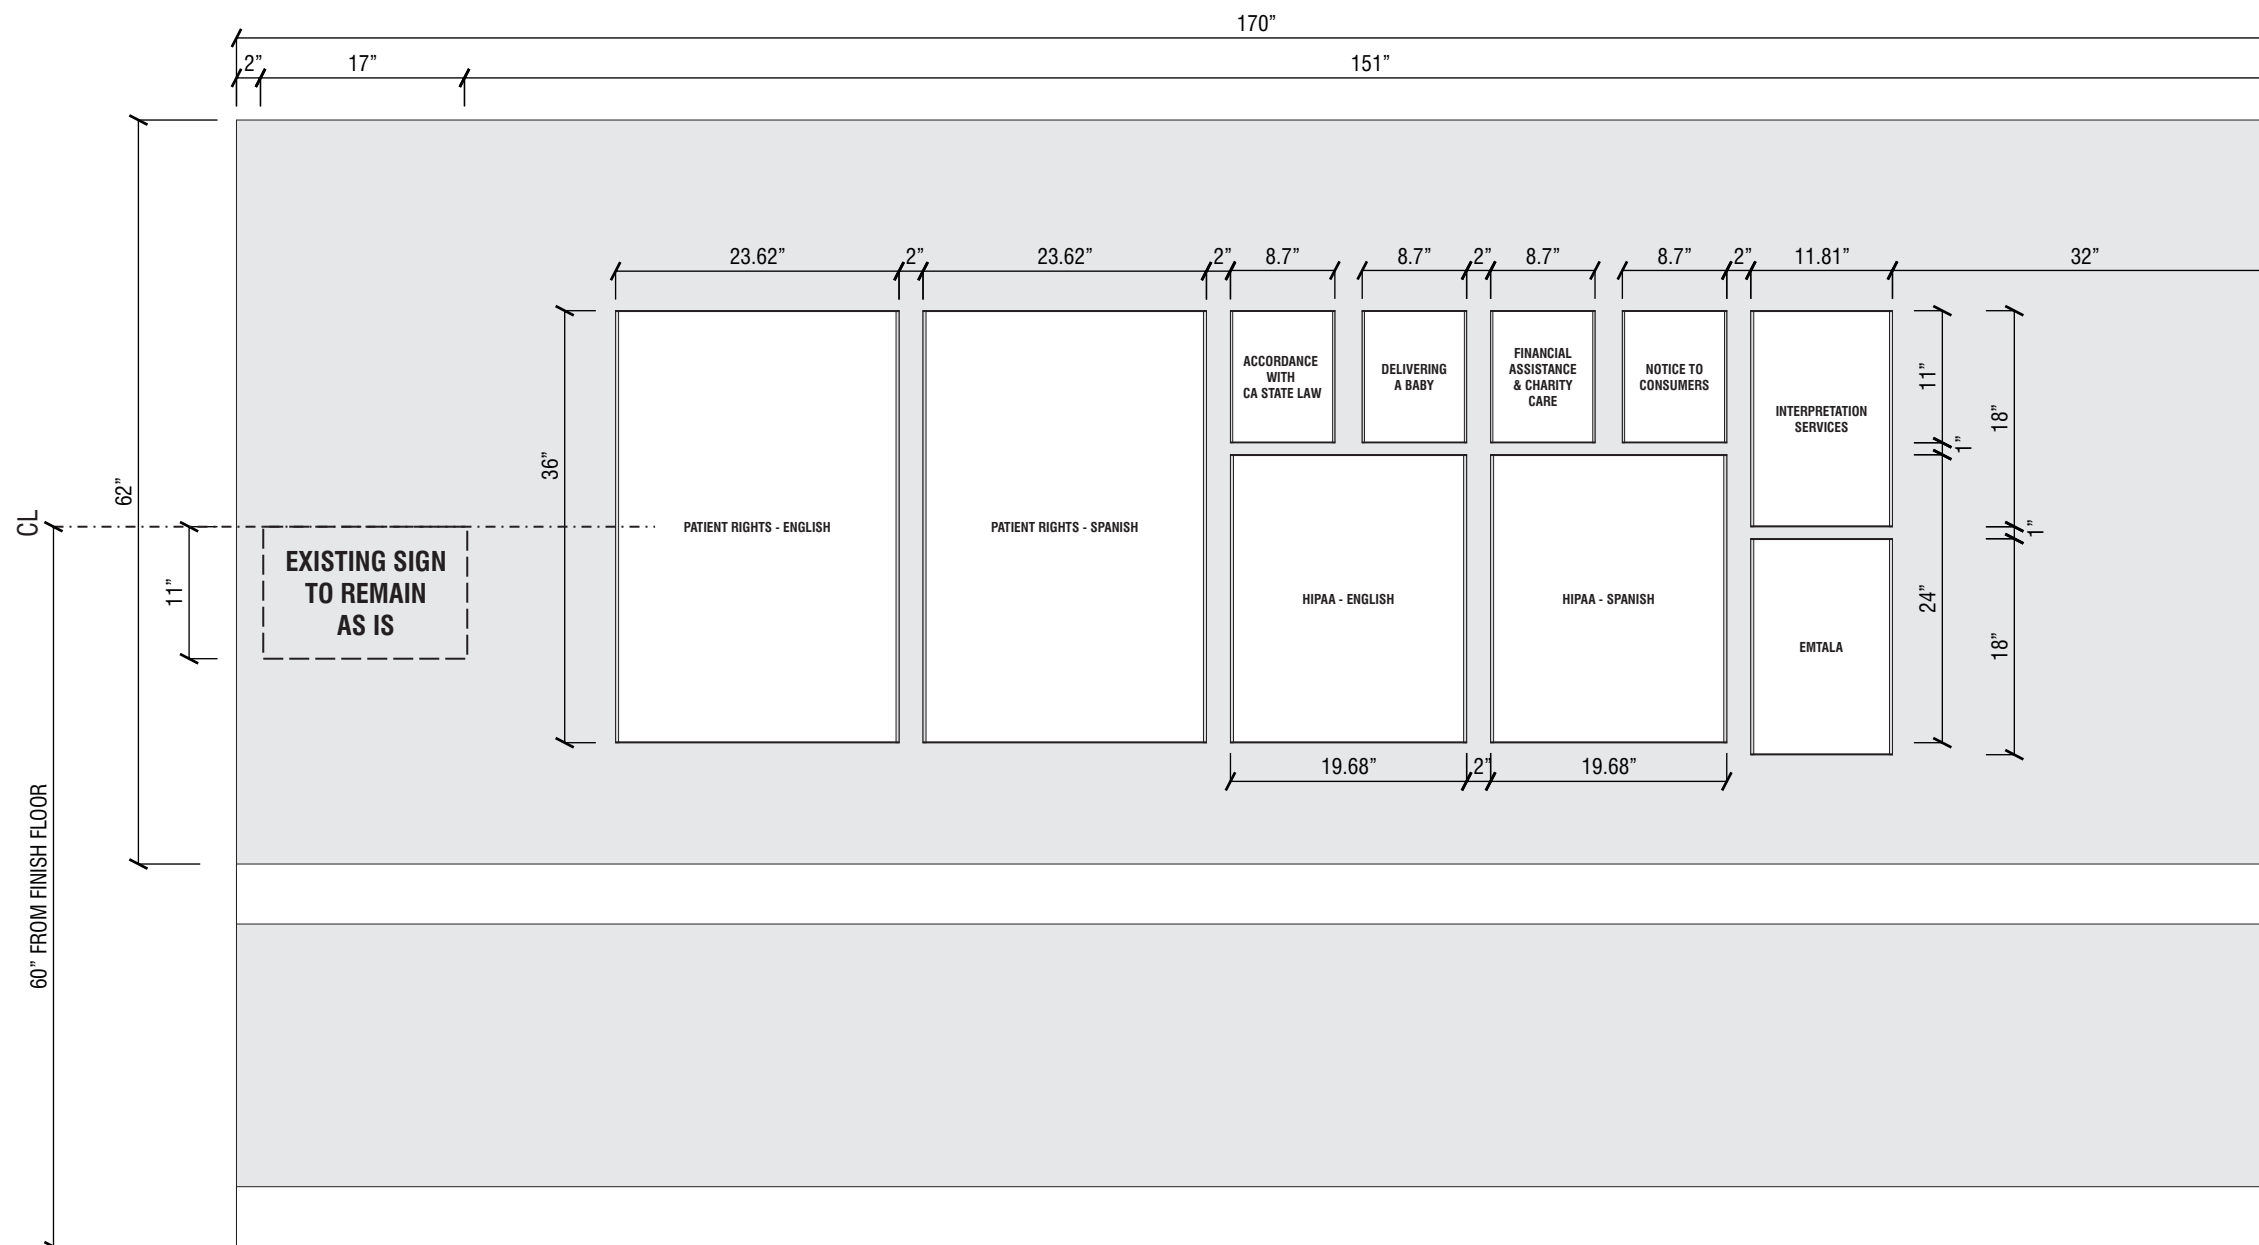 170”
2”
17”
151”
23.62”
2”
23.62”
2”
8.7”
8.7”
2”
8.7”
8.7”
2”
11.81”
32”
62”
36”
CL
11”
60” FROM FINISH FLOOR
EXISTING SIGN
TO REMAIN
AS IS
PATIENT RIGHTS - ENGLISH
PATIENT RIGHTS - SPANISH
ACCORDANCE
WITH
CA STATE LAW
DELIVERING
A BABY
FINANCIAL
ASSISTANCE
& CHARITY
CARE
NOTICE TO
CONSUMERS
INTERPRETATION
SERVICES
HIPAA - ENGLISH
HIPAA - SPANISH
EMTALA
11”
1”
24”
18”
1”
18”
19.68”
2”
19.68”